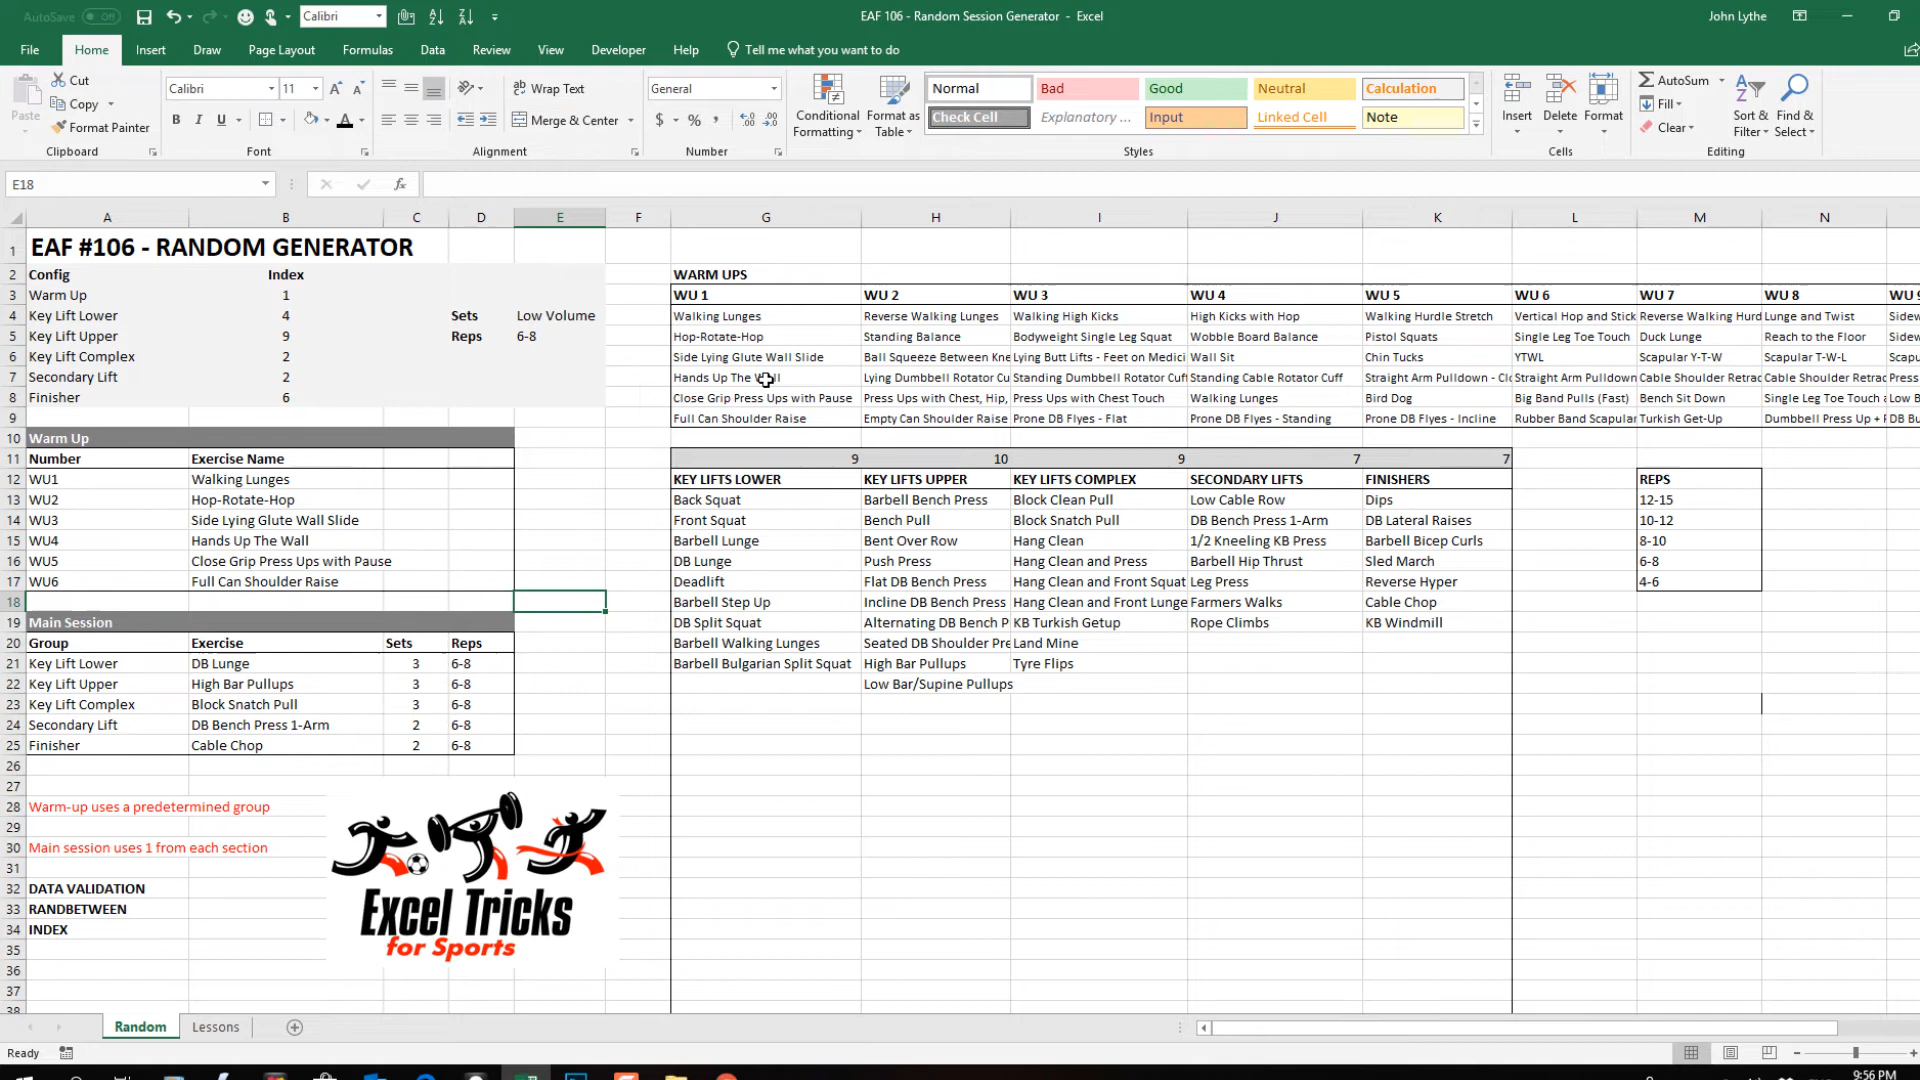 AutoSave Off Calibri EAF 106 - Random Session Generator - Excel John Lythe
File Home Insert Draw Page Layout Formulas Data Review View Developer Help Tell me what you want to do
Cut Calibri 11 Wrap Text General Normal Bad Good Neutral Calculation AutoSum
Paste Copy Conditional Formatting Format as Table Insert Delete Format Fill Sort & Filter Find & Select
Format Painter B I U A Merge & Center $ % , Check Cell Explanatory ... Input Linked Cell Note Clear
Clipboard Font Alignment Number Styles Cells Editing
E18 fx
A B C D E F G H I J K L M N
1 EAF #106 - RANDOM GENERATOR
2 Config Index WARM UPS
3 Warm Up 1 WU 1 WU 2 WU 3 WU 4 WU 5 WU 6 WU 7 WU 8 WU 9
4 Key Lift Lower 4 Sets Low Volume Walking Lunges Reverse Walking Lunges Walking High Kicks High Kicks with Hop Walking Hurdle Stretch Vertical Hop and Stick Reverse Walking Hurd Lunge and Twist Sidew
5 Key Lift Upper 9 Reps 6-8 Hop-Rotate-Hop Standing Balance Bodyweight Single Leg Squat Wobble Board Balance Pistol Squats Single Leg Toe Touch Duck Lunge Reach to the Floor Sidew
6 Key Lift Complex 2 Side Lying Glute Wall Slide Ball Squeeze Between Kne Lying Butt Lifts - Feet on Medici Wall Sit Chin Tucks YTWL Scapular Y-T-W Scapular T-W-L Scapu
7 Secondary Lift 2 Hands Up The Wall Lying Dumbbell Rotator Cu Standing Dumbbell Rotator Cuff Standing Cable Rotator Cuff Straight Arm Pulldown - Clo Straight Arm Pulldown Cable Shoulder Retrac Cable Shoulder Retrac Press
8 Finisher 6 Close Grip Press Ups with Pause Press Ups with Chest, Hip, Press Ups with Chest Touch Walking Lunges Bird Dog Big Band Pulls (Fast) Bench Sit Down Single Leg Toe Touch a Low B
9 Full Can Shoulder Raise Empty Can Shoulder Raise Prone DB Flyes - Flat Prone DB Flyes - Standing Prone DB Flyes - Incline Rubber Band Scapular Turkish Get-Up Dumbbell Press Up + R DB Bu
10 Warm Up
11 Number Exercise Name 9 10 9 7 7
12 WU1 Walking Lunges KEY LIFTS LOWER KEY LIFTS UPPER KEY LIFTS COMPLEX SECONDARY LIFTS FINISHERS REPS
13 WU2 Hop-Rotate-Hop Back Squat Barbell Bench Press Block Clean Pull Low Cable Row Dips 12-15
14 WU3 Side Lying Glute Wall Slide Front Squat Bench Pull Block Snatch Pull DB Bench Press 1-Arm DB Lateral Raises 10-12
15 WU4 Hands Up The Wall Barbell Lunge Bent Over Row Hang Clean 1/2 Kneeling KB Press Barbell Bicep Curls 8-10
16 WU5 Close Grip Press Ups with Pause DB Lunge Push Press Hang Clean and Press Barbell Hip Thrust Sled March 6-8
17 WU6 Full Can Shoulder Raise Deadlift Flat DB Bench Press Hang Clean and Front Squat Leg Press Reverse Hyper 4-6
18 Barbell Step Up Incline DB Bench Press Hang Clean and Front Lunge Farmers Walks Cable Chop
19 Main Session DB Split Squat Alternating DB Bench P KB Turkish Getup Rope Climbs KB Windmill
20 Group Exercise Sets Reps Barbell Walking Lunges Seated DB Shoulder Pre Land Mine
21 Key Lift Lower DB Lunge 3 6-8 Barbell Bulgarian Split Squat High Bar Pullups Tyre Flips
22 Key Lift Upper High Bar Pullups 3 6-8 Low Bar/Supine Pullups
23 Key Lift Complex Block Snatch Pull 3 6-8
24 Secondary Lift DB Bench Press 1-Arm 2 6-8
25 Finisher Cable Chop 2 6-8
26
27
28 Warm-up uses a predetermined group
29
30 Main session uses 1 from each section
31
32 DATA VALIDATION
33 RANDBETWEEN
34 INDEX
35
36
37
38
Excel Tricks
for Sports
Random Lessons
Ready
9:56 PM